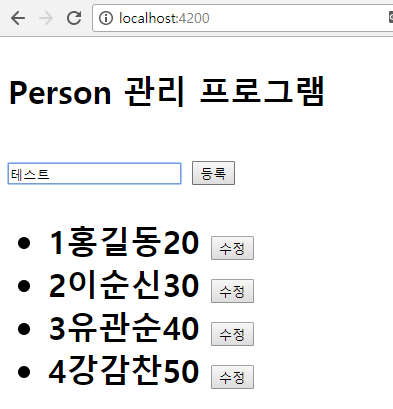 localhost:4200
Person 관리 프로그램
테스트 등록
1홍길동20 수정
2이순신30 수정
3유관순40 수정
4강감찬50 수정